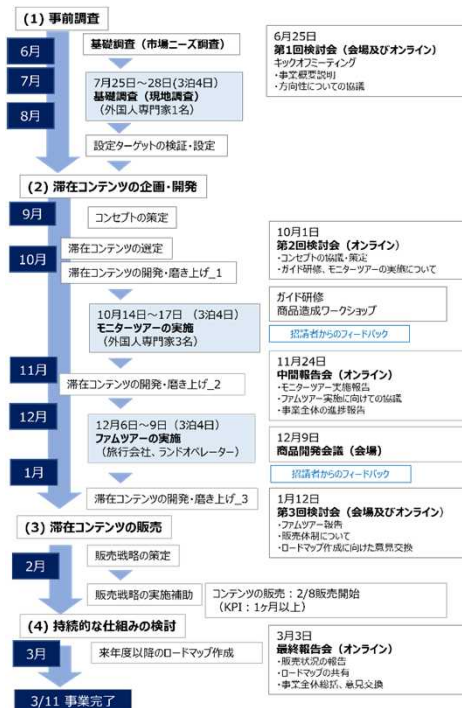 (1) 事前調査
6月
基礎調査(市場ニーズ調査)
7月
7月25日~28日(3泊4日)
基礎調査(現地調査)
(外国人専門家1名)
8月
設定ターゲットの検証・設定
6月25日
第1回検討会(会場及びオンライン)
キックオフミーティング
・事業概要説明
・方向性についての協議
(2) 滞在コンテンツの企画・開発
9月
コンセプトの策定
10月
滞在コンテンツの選定
滞在コンテンツの開発・磨き上げ_1
10月1日
第2回検討会(オンライン)
・コンセプトの協議・策定
・ガイド研修、モニターツアーの実施について
10月14日~17日 (3泊4日)
モニターツアーの実施
(外国人専門家3名)
ガイド研修
商品造成ワークショップ
招請者からのフィードバック
11月
滞在コンテンツの開発・磨き上げ_2
11月24日
中間報告会(オンライン)
・モニターツアー実施報告
・ファムツアー実施に向けての協議
・事業全体の進捗報告
12月
12月6日~9日 (3泊4日)
ファムツアーの実施
(旅行会社、ランドオペレーター)
12月9日
商品開発会議(会場)
招請者からのフィードバック
1月
滞在コンテンツの開発・磨き上げ_3
1月12日
第3回検討会(会場及びオンライン)
・ファムツアー報告
・販売体制について
・ロードマップ作成に向けた意見交換
(3) 滞在コンテンツの販売
2月
販売戦略の策定
販売戦略の実施補助
コンテンツの販売:2/8販売開始
(KPI:1ヶ月以上)
(4) 持続的な仕組みの検討
3月
来年度以降のロードマップ作成
3月3日
最終報告会(オンライン)
・販売状況の報告
・ロードマップの共有
・事業全体総括、意見交換
3/11 事業完了